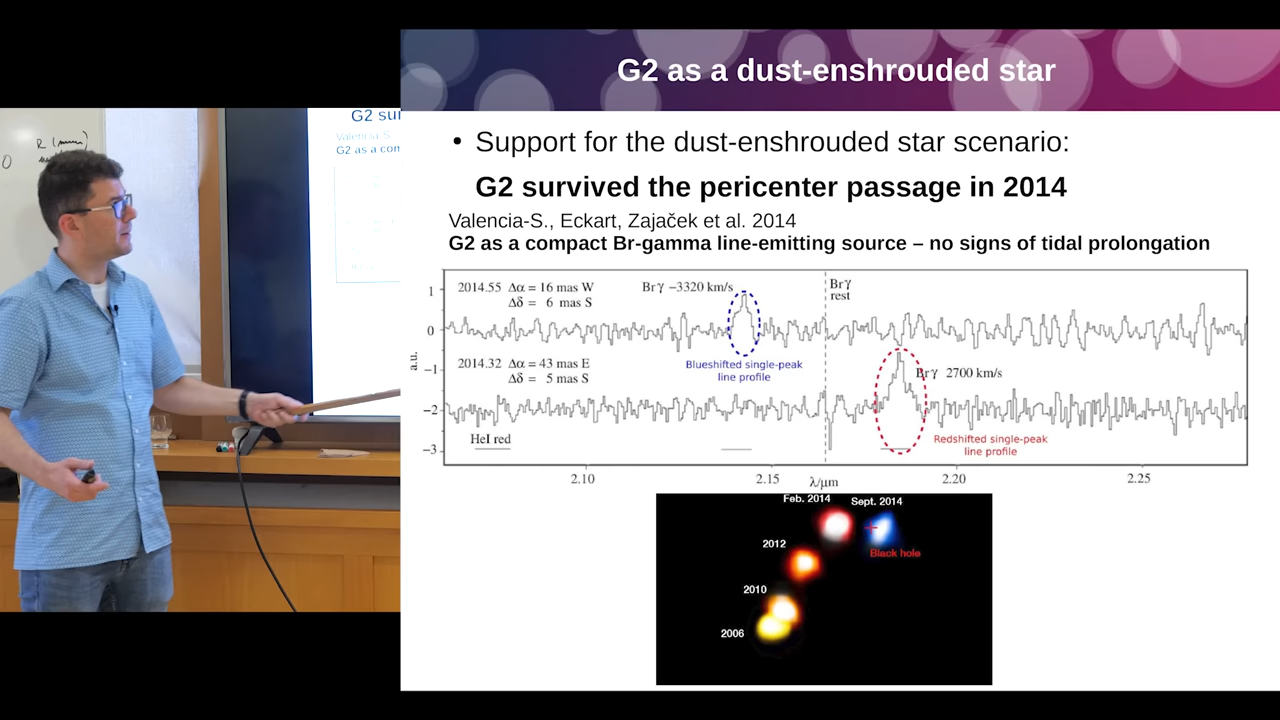 G2 as a dust-enshrouded star
• Support for the dust-enshrouded star scenario:
G2 survived the pericenter passage in 2014
Valencia-S., Eckart, Zajaček et al. 2014
G2 as a compact Br-gamma line-emitting source – no signs of tidal prolongation
2014.55 Δα = 16 mas W
Δδ = 6 mas S
Brγ −3320 km/s
Brγ
rest
Blueshifted single-peak
line profile
2014.32 Δα = 43 mas E
Δδ = 5 mas S
Brγ 2700 km/s
HeI red
Redshifted single-peak
line profile
a.u.
1
0
−1
−2
−3
2.10
2.15
2.20
2.25
λ/μm
Feb. 2014
Sept. 2014
2012
Black hole
2010
2006
G2 sur
Valencia-S
G2 as a com